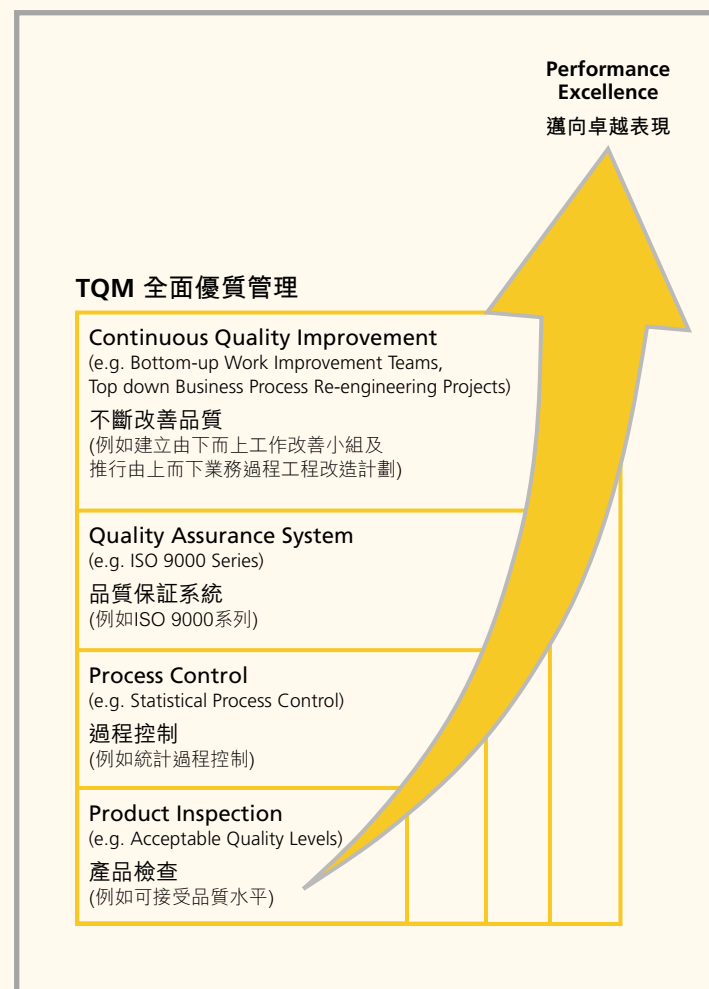 Performance
Excellence
邁向卓越表現
TQM 全面優質管理
Continuous Quality Improvement
(e.g. Bottom-up Work Improvement Teams,
Top down Business Process Re-engineering Projects)
不斷改善品質
(例如建立由下而上工作改善小組及
推行由上而下業務過程工程改造計劃)
Quality Assurance System
(e.g. ISO 9000 Series)
品質保証系統
(例如ISO 9000系列)
Process Control
(e.g. Statistical Process Control)
過程控制
(例如統計過程控制)
Product Inspection
(e.g. Acceptable Quality Levels)
產品檢查
(例如可接受品質水平)